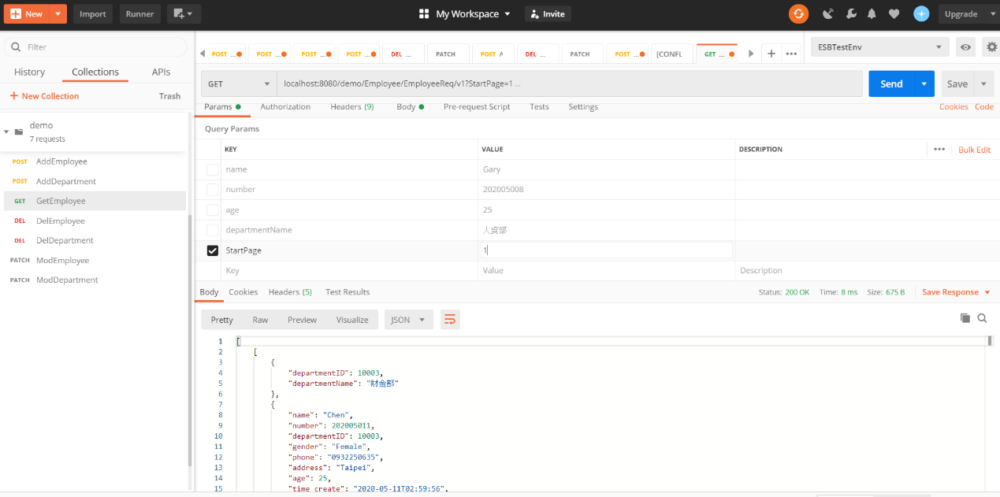 New Import Runner My Workspace Invite Upgrade
Filter
POST ... POST ... POST ... POST ... DEL ... PATCH POST A DEL ... PATCH POST ... [CONFL GET ... + ••• ESBTestEnv
History Collections APIs
+ New Collection Trash
demo
7 requests
POST AddEmployee
POST AddDepartment
GET GetEmployee
DEL DelEmployee
DEL DelDepartment
PATCH ModEmployee
PATCH ModDepartment
GET localhost:8080/demo/Employee/EmployeeReq/v1?StartPage=1 ... Send Save
Params Authorization Headers (9) Body Pre-request Script Tests Settings Cookies Code
Query Params
KEY VALUE DESCRIPTION ••• Bulk Edit
name Gary
number 202005008
age 25
departmentName 人資部
StartPage 1
Key Value Description
Body Cookies Headers (5) Test Results Status: 200 OK Time: 8 ms Size: 675 B Save Response
Pretty Raw Preview Visualize JSON
1 [
2 [
3 {
4 "departmentID": 10003,
5 "departmentName": "財金部"
6 },
7 {
8 "name": "Chen",
9 "number": 202005011,
10 "departmentID": 10003,
11 "gender": "Female",
12 "phone": "0932250635",
13 "address": "Taipei",
14 "age": 25,
15 "time_create": "2020-05-11T02:59:56",